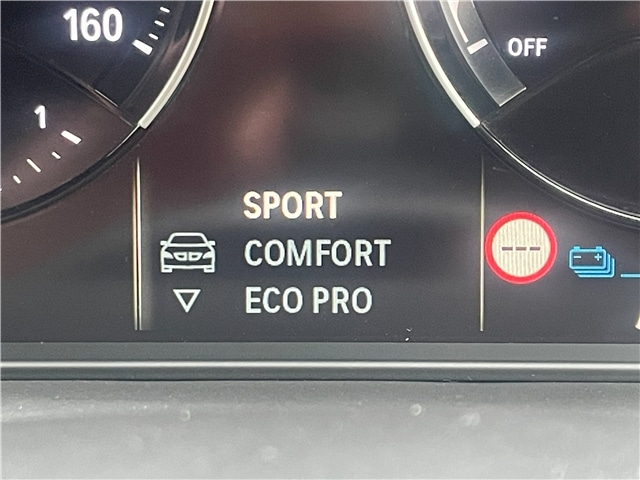 160
OFF
1
SPORT
COMFORT
ECO PRO
---